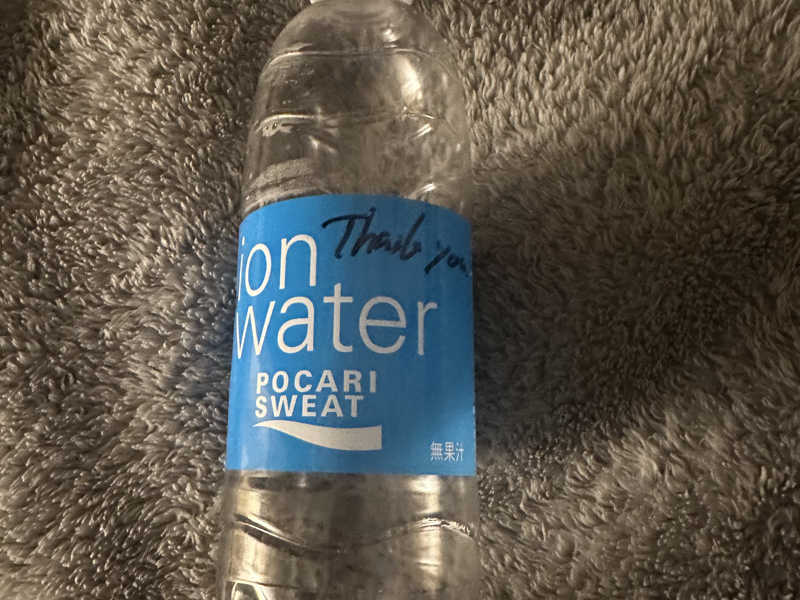 Thank you
ion
water
POCARI
SWEAT
無果汁